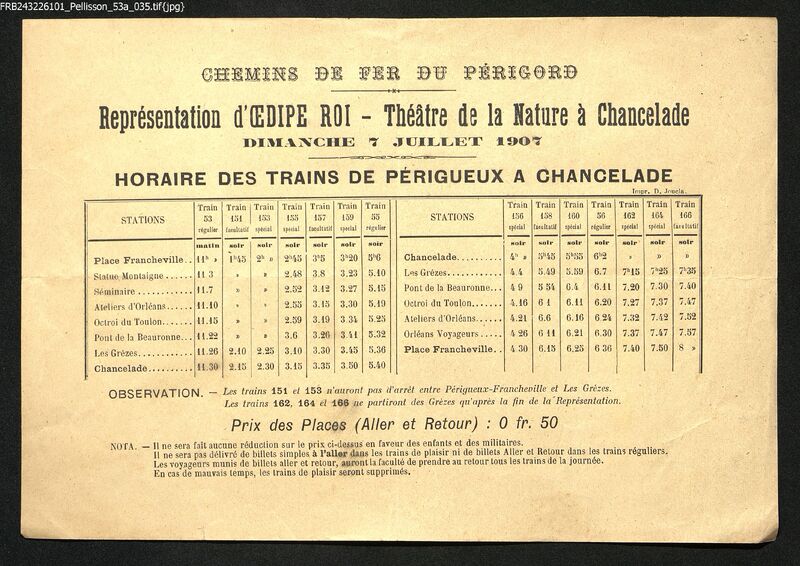 FRB243226101_Pellisson_53a_035.tif{jpg}
CHEMINS DE FER DU PÉRIGORD
Représentation d'ŒDIPE ROI – Théâtre de la Nature à Chancelade
DIMANCHE 7 JUILLET 1907
HORAIRE DES TRAINS DE PÉRIGUEUX A CHANCELADE
Impr. D. Joucla.
STATIONS | Train 53 régulier | Train 151 facultatif | Train 153 spécial | Train 155 spécial | Train 157 facultatif | Train 159 spécial | Train 55 régulier
matin | soir | soir | soir | soir | soir | soir
Place Francheville.. | 11h » | 1h45 | 2h » | 2h45 | 3h5 | 3h20 | 5h6
Statue Montaigne..... | 11.3 | » | » | 2.48 | 3.8 | 3.23 | 5.10
Séminaire............ | 11.7 | » | » | 2.52 | 3.12 | 3.27 | 5.15
Ateliers d'Orléans.... | 11.10 | » | » | 2.55 | 3.15 | 3.30 | 5.19
Octroi du Toulon..... | 11.15 | » | » | 2.59 | 3.19 | 3.34 | 5.25
Pont de la Beauronne... | 11.22 | » | » | 3.6 | 3.26 | 3.41 | 5.32
Les Grèzes........... | 11.26 | 2.10 | 2.25 | 3.10 | 3.30 | 3.45 | 5.36
Chancelade.......... | 11.30 | 2.15 | 2.30 | 3.15 | 3.35 | 3.50 | 5.40
STATIONS | Train 156 spécial | Train 158 spécial | Train 160 spécial | Train 56 régulier | Train 162 spécial | Train 164 spécial | Train 166 facultatif
soir | soir | soir | soir | soir | soir | soir
Chancelade.......... | 4h » | 5h45 | 5h55 | 6h2 | » | » | »
Les Grèzes........... | 4.4 | 5.49 | 5.59 | 6.7 | 7h15 | 7h25 | 7h35
Pont de la Beauronne... | 4 9 | 5.54 | 6.4 | 6.11 | 7.20 | 7.30 | 7.40
Octroi du Toulon..... | 4.16 | 6 1 | 6.11 | 6.20 | 7.27 | 7.37 | 7.47
Ateliers d'Orléans.... | 4.21 | 6.6 | 6.16 | 6.24 | 7.32 | 7.42 | 7.52
Orléans Voyageurs..... | 4 26 | 6 11 | 6.21 | 6.30 | 7.37 | 7.47 | 7.57
Place Francheville.. | 4 30 | 6.15 | 6.25 | 6 36 | 7.40 | 7.50 | 8 »
OBSERVATION. – Les trains 151 et 153 n'auront pas d'arrêt entre Périgueux-Francheville et Les Grèzes.
Les trains 162, 164 et 166 ne partiront des Grèzes qu'après la fin de la Représentation.
Prix des Places (Aller et Retour) : 0 fr. 50
NOTA. – Il ne sera fait aucune réduction sur le prix ci-dessus en faveur des enfants et des militaires.
Il ne sera pas délivré de billets simples à l'aller dans les trains de plaisir ni de billets Aller et Retour dans les trains réguliers.
Les voyageurs munis de billets aller et retour, auront la faculté de prendre au retour tous les trains de la journée.
En cas de mauvais temps, les trains de plaisir seront supprimés.